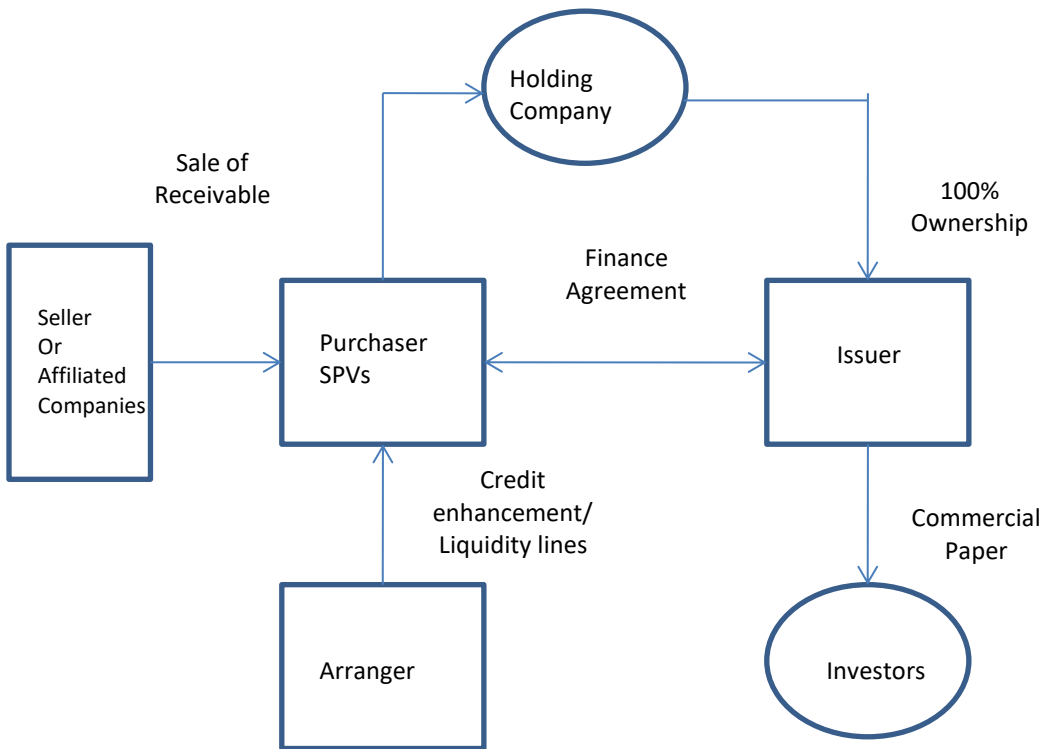 Holding
Company
Sale of
Receivable
100%
Ownership
Finance
Agreement
Seller
Or
Affiliated
Companies
Purchaser
SPVs
Issuer
Credit
enhancement/
Liquidity lines
Commercial
Paper
Arranger
Investors